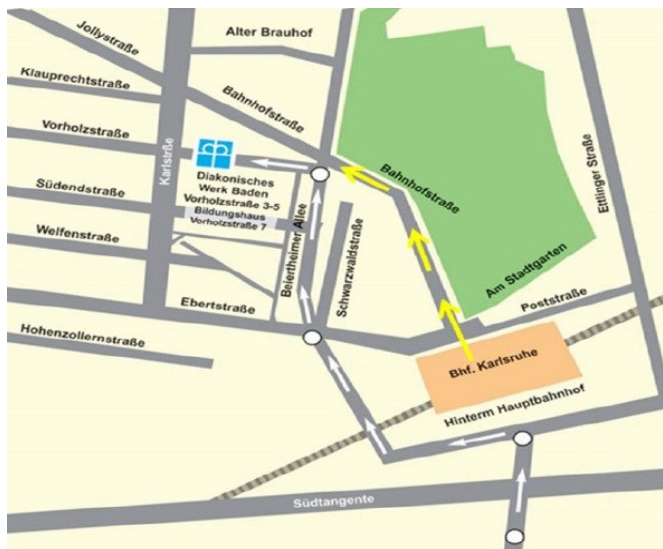 Jollystraße
Alter Brauhof
Klauprechtstraße
Bahnhofstraße
Vorholzstraße
Karlstrße
Diakonisches
Werk Baden
Vorholzstraße 3-5
Bildungshaus
Vorholzstraße 7
Bahnhofstraße
Ettlinger Straße
Südendstraße
Welfenstraße
Beiertheimer Allee
Schwarzwaldstraße
Am Stadtgarten
Ebertstraße
Poststraße
Hohenzollernstraße
Bhf. Karlsruhe
Hinterm Hauptbahnhof
Südtangente